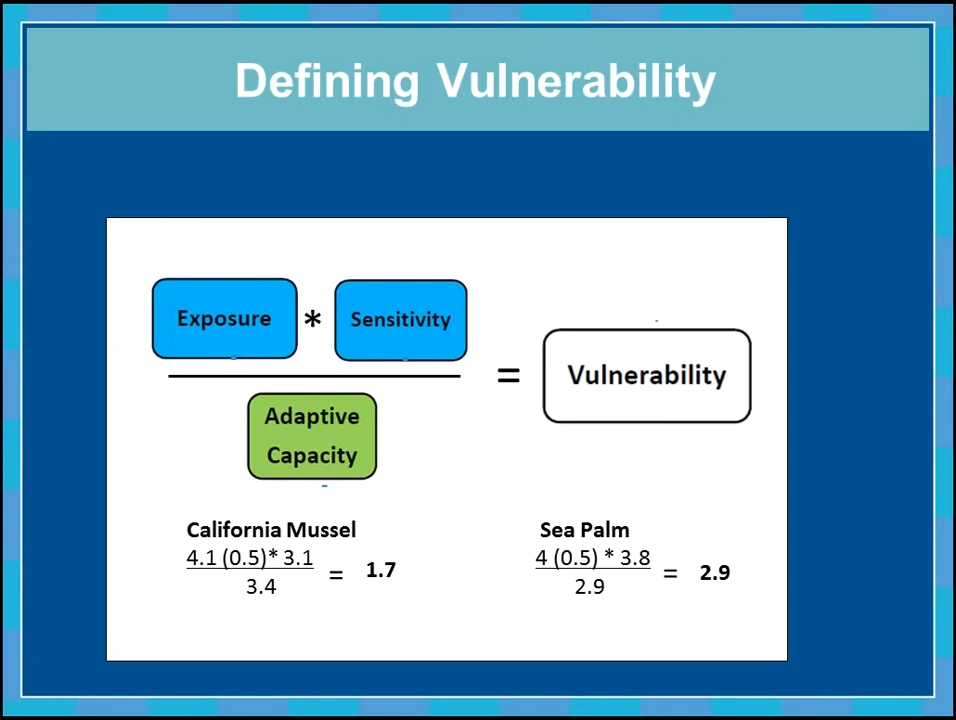 Defining Vulnerability
Exposure * Sensitivity
Adaptive
Capacity
= Vulnerability
California Mussel
4.1 (0.5)* 3.1
3.4
= 1.7
Sea Palm
4 (0.5) * 3.8
2.9
= 2.9